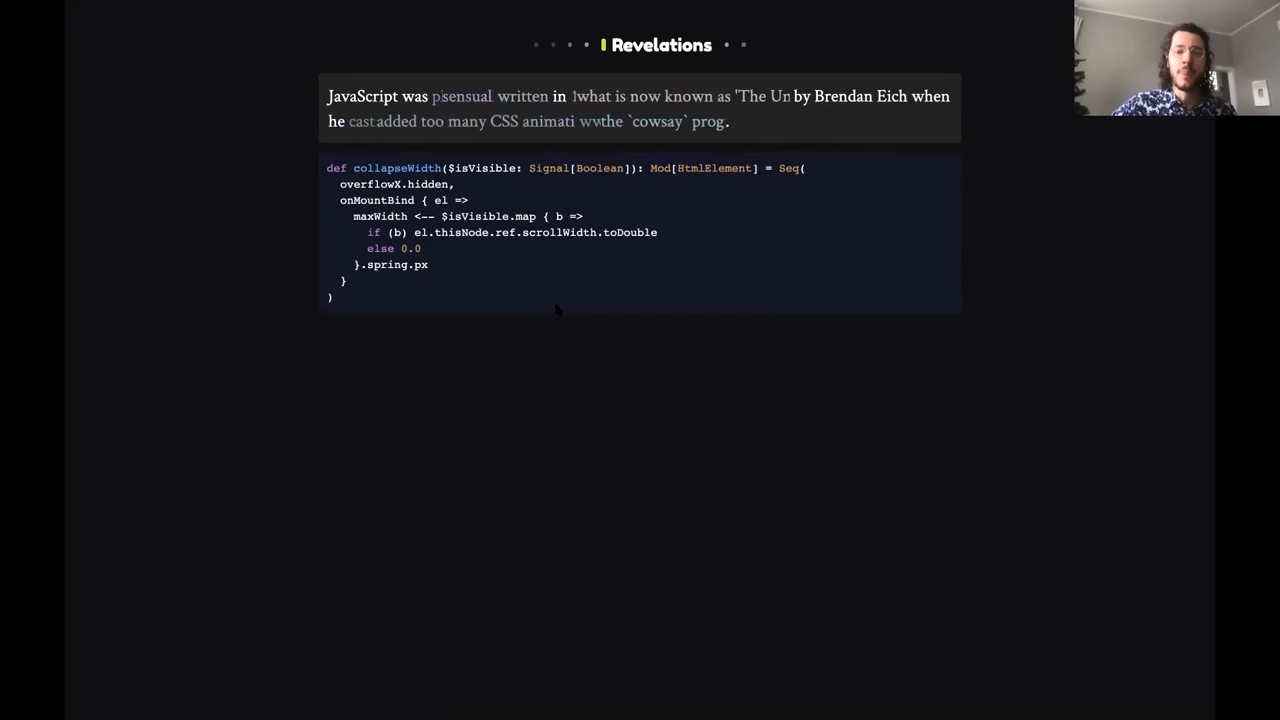 Revelations
JavaScript was sensual written in what is now known as 'The Un by Brendan Eich when
he cast added too many CSS animati the `cowsay` prog.
def collapseWidth($isVisible: Signal[Boolean]): Mod[HtmlElement] = Seq(
  overflowX.hidden,
  onMountBind { el =>
    maxWidth <-- $isVisible.map { b =>
      if (b) el.thisNode.ref.scrollWidth.toDouble
      else 0.0
    }.spring.px
  }
)